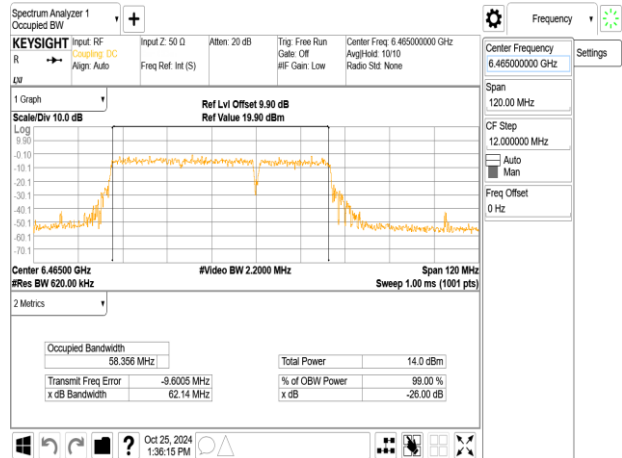 Spectrum Analyzer 1
Occupied BW
KEYSIGHT
R
LXI
Input: RF
Coupling: DC
Align: Auto
Input Z: 50 Ω
Freq Ref: Int (S)
Atten: 20 dB
Trig: Free Run
Gate: Off
#IF Gain: Low
Center Freq: 6.465000000 GHz
Avg|Hold: 10/10
Radio Std: None
1 Graph
Scale/Div 10.0 dB
Ref Lvl Offset 9.90 dB
Ref Value 19.90 dBm
Log
9.90
-0.10
-10.1
-20.1
-30.1
-40.1
-50.1
-60.1
-70.1
Center 6.46500 GHz
#Res BW 620.00 kHz
#Video BW 2.2000 MHz
Span 120 MHz
Sweep 1.00 ms (1001 pts)
2 Metrics
Occupied Bandwidth
58.356 MHz
Transmit Freq Error -9.6005 MHz
x dB Bandwidth 62.14 MHz
Total Power 14.0 dBm
% of OBW Power 99.00 %
x dB -26.00 dB
?
Oct 25, 2024
1:36:15 PM
Frequency
Settings
Center Frequency
6.465000000 GHz
Span
120.00 MHz
CF Step
12.000000 MHz
Auto
Man
Freq Offset
0 Hz